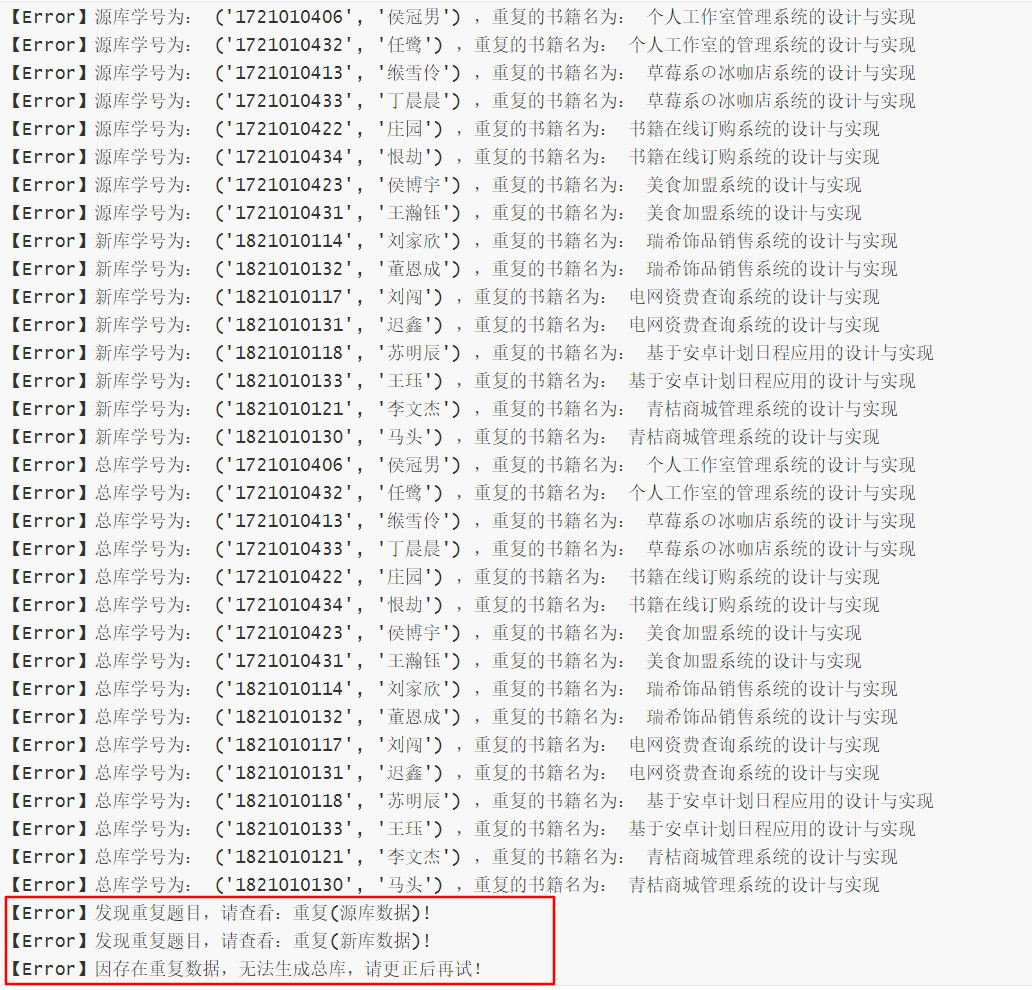 【Error】源库学号为： ('1721010406', '侯冠男') ，重复的书籍名为： 个人工作室管理系统的设计与实现
【Error】源库学号为： ('1721010432', '任鹭') ，重复的书籍名为： 个人工作室的管理系统的设计与实现
【Error】源库学号为： ('1721010413', '缑雪伶') ，重复的书籍名为： 草莓系の冰咖店系统的设计与实现
【Error】源库学号为： ('1721010433', '丁晨晨') ，重复的书籍名为： 草莓系の冰咖店系统的设计与实现
【Error】源库学号为： ('1721010422', '庄园') ，重复的书籍名为： 书籍在线订购系统的设计与实现
【Error】源库学号为： ('1721010434', '恨劫') ，重复的书籍名为： 书籍在线订购系统的设计与实现
【Error】源库学号为： ('1721010423', '侯博宇') ，重复的书籍名为： 美食加盟系统的设计与实现
【Error】源库学号为： ('1721010431', '王瀚钰') ，重复的书籍名为： 美食加盟系统的设计与实现
【Error】新库学号为： ('1821010114', '刘家欣') ，重复的书籍名为： 瑞希饰品销售系统的设计与实现
【Error】新库学号为： ('1821010132', '董恩成') ，重复的书籍名为： 瑞希饰品销售系统的设计与实现
【Error】新库学号为： ('1821010117', '刘闯') ，重复的书籍名为： 电网资费查询系统的设计与实现
【Error】新库学号为： ('1821010131', '迟鑫') ，重复的书籍名为： 电网资费查询系统的设计与实现
【Error】新库学号为： ('1821010118', '苏明辰') ，重复的书籍名为： 基于安卓计划日程应用的设计与实现
【Error】新库学号为： ('1821010133', '王珏') ，重复的书籍名为： 基于安卓计划日程应用的设计与实现
【Error】新库学号为： ('1821010121', '李文杰') ，重复的书籍名为： 青桔商城管理系统的设计与实现
【Error】新库学号为： ('1821010130', '马头') ，重复的书籍名为： 青桔商城管理系统的设计与实现
【Error】总库学号为： ('1721010406', '侯冠男') ，重复的书籍名为： 个人工作室管理系统的设计与实现
【Error】总库学号为： ('1721010432', '任鹭') ，重复的书籍名为： 个人工作室的管理系统的设计与实现
【Error】总库学号为： ('1721010413', '缑雪伶') ，重复的书籍名为： 草莓系の冰咖店系统的设计与实现
【Error】总库学号为： ('1721010433', '丁晨晨') ，重复的书籍名为： 草莓系の冰咖店系统的设计与实现
【Error】总库学号为： ('1721010422', '庄园') ，重复的书籍名为： 书籍在线订购系统的设计与实现
【Error】总库学号为： ('1721010434', '恨劫') ，重复的书籍名为： 书籍在线订购系统的设计与实现
【Error】总库学号为： ('1721010423', '侯博宇') ，重复的书籍名为： 美食加盟系统的设计与实现
【Error】总库学号为： ('1721010431', '王瀚钰') ，重复的书籍名为： 美食加盟系统的设计与实现
【Error】总库学号为： ('1821010114', '刘家欣') ，重复的书籍名为： 瑞希饰品销售系统的设计与实现
【Error】总库学号为： ('1821010132', '董恩成') ，重复的书籍名为： 瑞希饰品销售系统的设计与实现
【Error】总库学号为： ('1821010117', '刘闯') ，重复的书籍名为： 电网资费查询系统的设计与实现
【Error】总库学号为： ('1821010131', '迟鑫') ，重复的书籍名为： 电网资费查询系统的设计与实现
【Error】总库学号为： ('1821010118', '苏明辰') ，重复的书籍名为： 基于安卓计划日程应用的设计与实现
【Error】总库学号为： ('1821010133', '王珏') ，重复的书籍名为： 基于安卓计划日程应用的设计与实现
【Error】总库学号为： ('1821010121', '李文杰') ，重复的书籍名为： 青桔商城管理系统的设计与实现
【Error】总库学号为： ('1821010130', '马头') ，重复的书籍名为： 青桔商城管理系统的设计与实现
【Error】发现重复题目，请查看：重复(源库数据)！
【Error】发现重复题目，请查看：重复(新库数据)！
【Error】因存在重复数据，无法生成总库，请更正后再试！